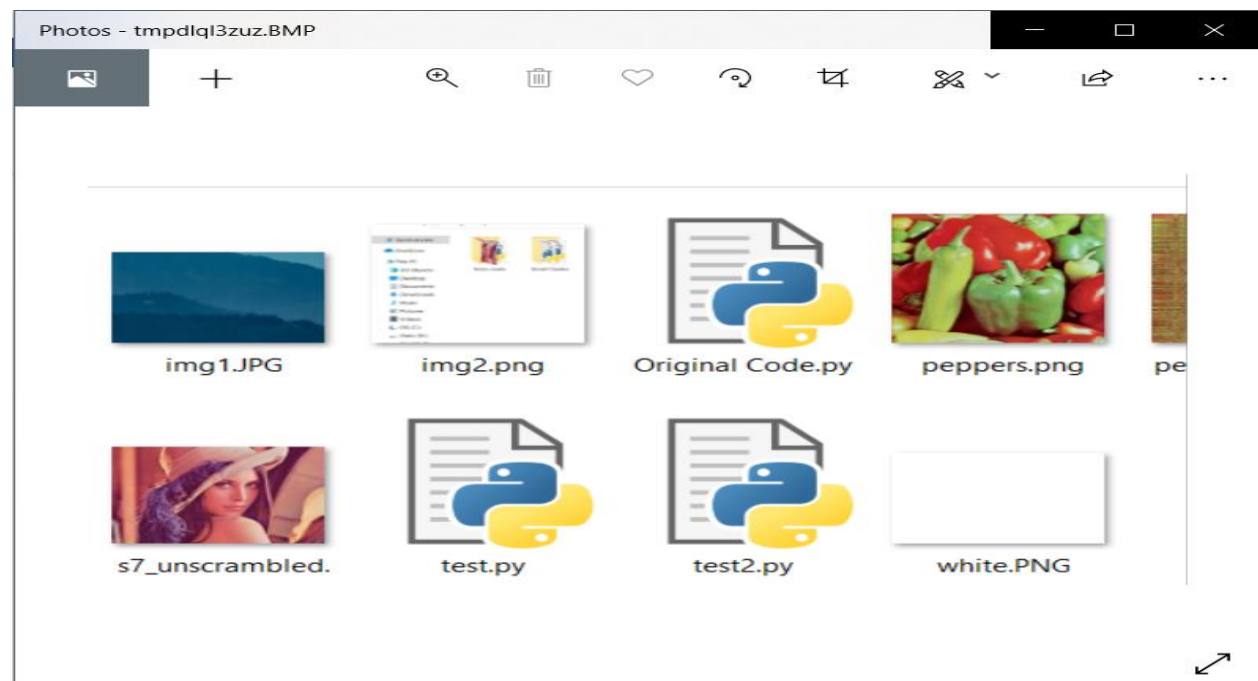 Photos - tmpdlql3zuz.BMP
img1.JPG img2.png Original Code.py peppers.png pe
s7_unscrambled. test.py test2.py white.PNG